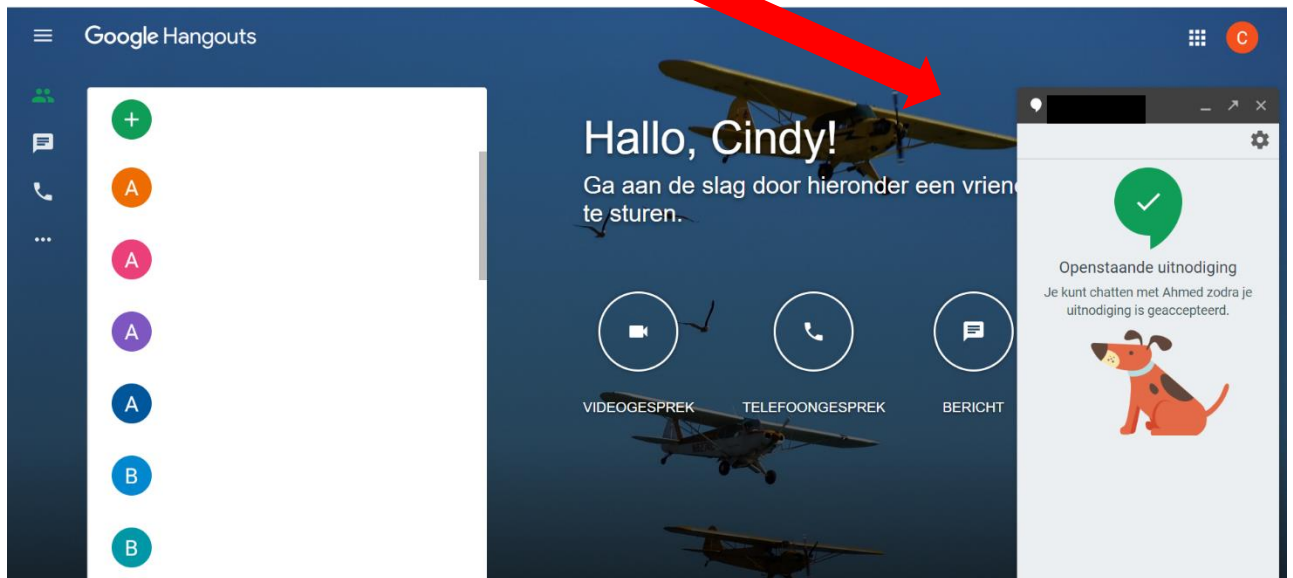 Google Hangouts
C
A
A
A
A
B
B
Hallo, Cindy!
Ga aan de slag door hieronder een vrien
te sturen.
VIDEOGESPREK
TELEFOONGESPREK
BERICHT
Openstaande uitnodiging
Je kunt chatten met Ahmed zodra je
uitnodiging is geaccepteerd.